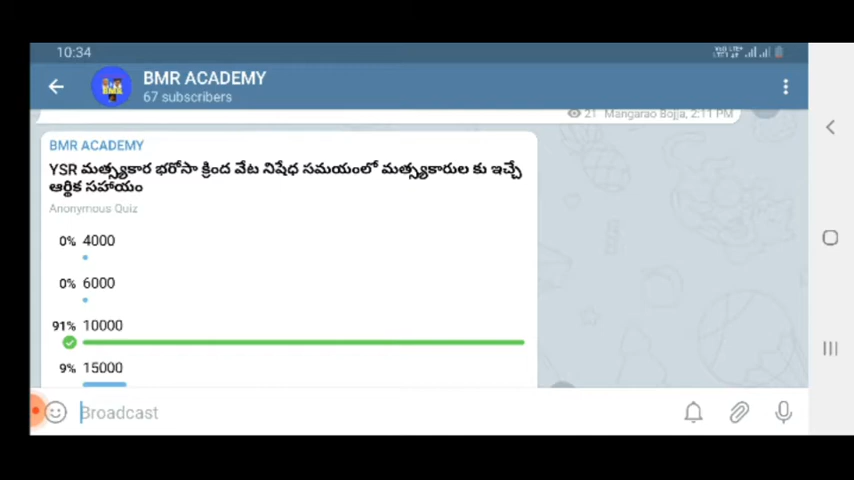 10:34
BMR ACADEMY
67 subscribers
21 Mangarao Bojja, 2:11 PM
BMR ACADEMY
YSR మత్స్యకార భరోసా క్రింద వేట నిషేధ సమయంలో మత్స్యకారుల కు ఇచ్చే
ఆర్థిక సహాయం
Anonymous Quiz
0% 4000
0% 6000
91% 10000
9% 15000
Broadcast